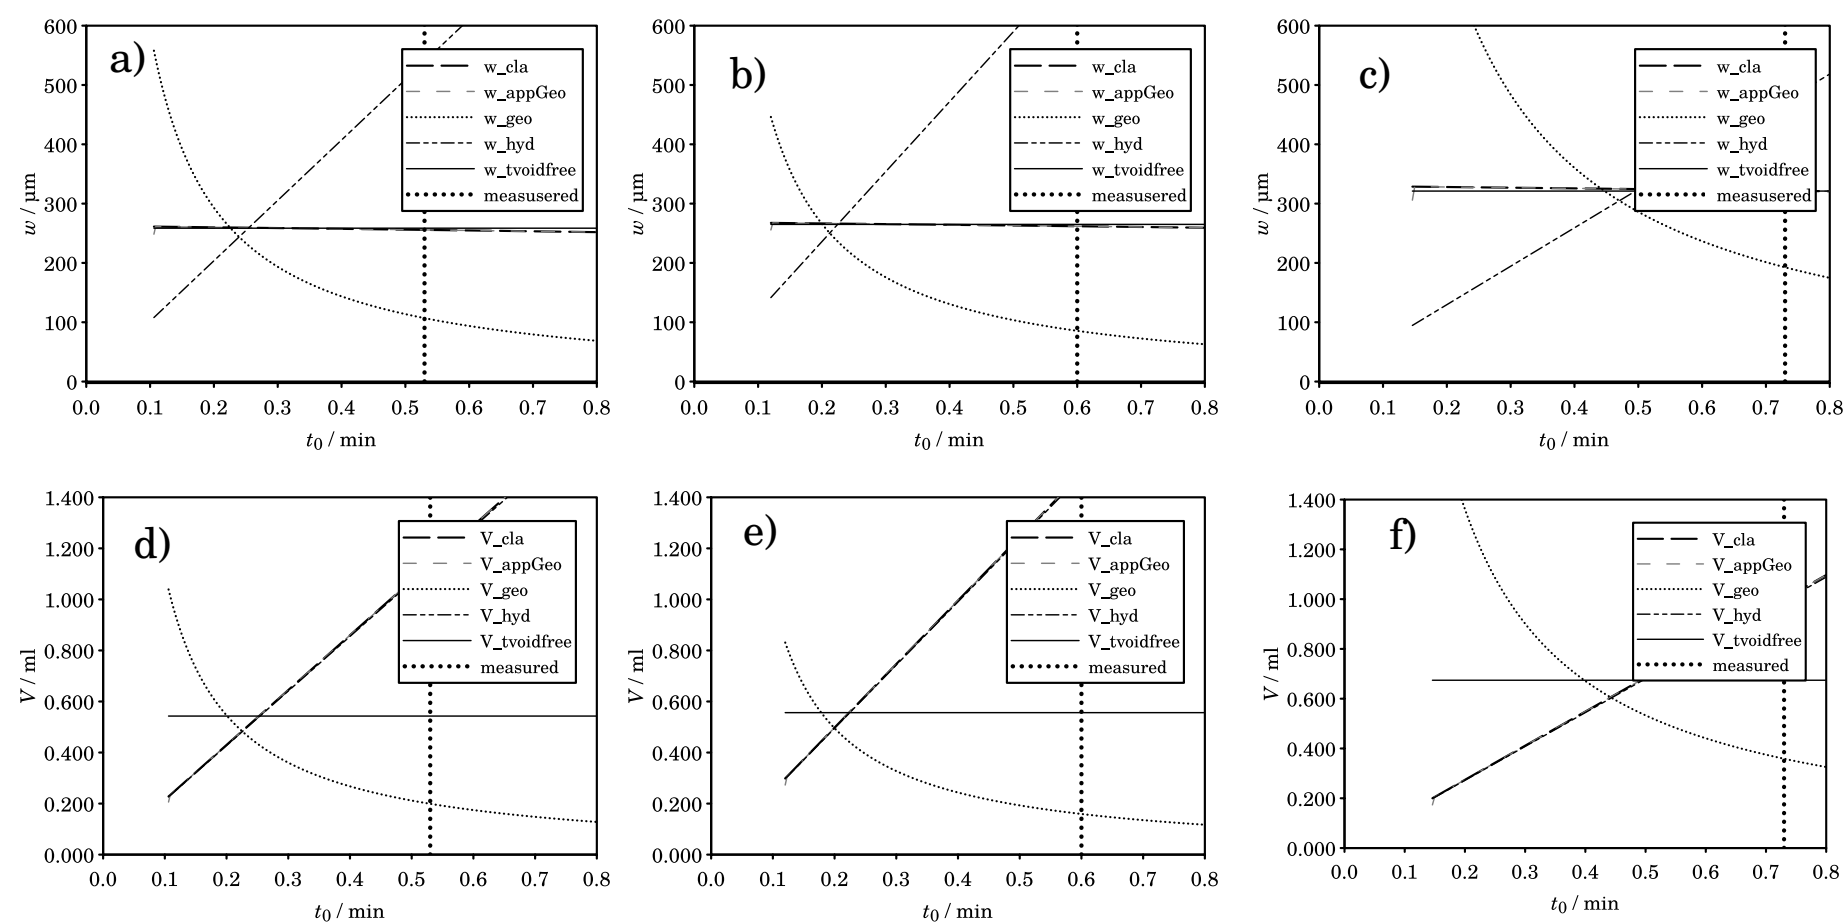 a)
600
500
400
300
200
100
0
w / µm
w_cla
w_appGeo
w_geo
w_hyd
w_tvoidfree
measusered
0.0 0.1 0.2 0.3 0.4 0.5 0.6 0.7 0.8
t0 / min
b)
600
500
400
300
200
100
0
w / µm
w_cla
w_appGeo
w_geo
w_hyd
w_tvoidfree
measusered
0.0 0.1 0.2 0.3 0.4 0.5 0.6 0.7 0.8
t0 / min
c)
600
500
400
300
200
100
0
w / µm
w_cla
w_appGeo
w_geo
w_hyd
w_tvoidfree
measusered
0.0 0.1 0.2 0.3 0.4 0.5 0.6 0.7 0.8
t0 / min
d)
1.400
1.200
1.000
0.800
0.600
0.400
0.200
0.000
V / ml
V_cla
V_appGeo
V_geo
V_hyd
V_tvoidfree
measured
0.0 0.1 0.2 0.3 0.4 0.5 0.6 0.7 0.8
t0 / min
e)
1.400
1.200
1.000
0.800
0.600
0.400
0.200
0.000
V / ml
V_cla
V_appGeo
V_geo
V_hyd
V_tvoidfree
measured
0.0 0.1 0.2 0.3 0.4 0.5 0.6 0.7 0.8
t0 / min
f)
1.400
1.200
1.000
0.800
0.600
0.400
0.200
0.000
V / ml
V_cla
V_appGeo
V_geo
V_hyd
V_tvoidfree
measured
0.0 0.1 0.2 0.3 0.4 0.5 0.6 0.7 0.8
t0 / min